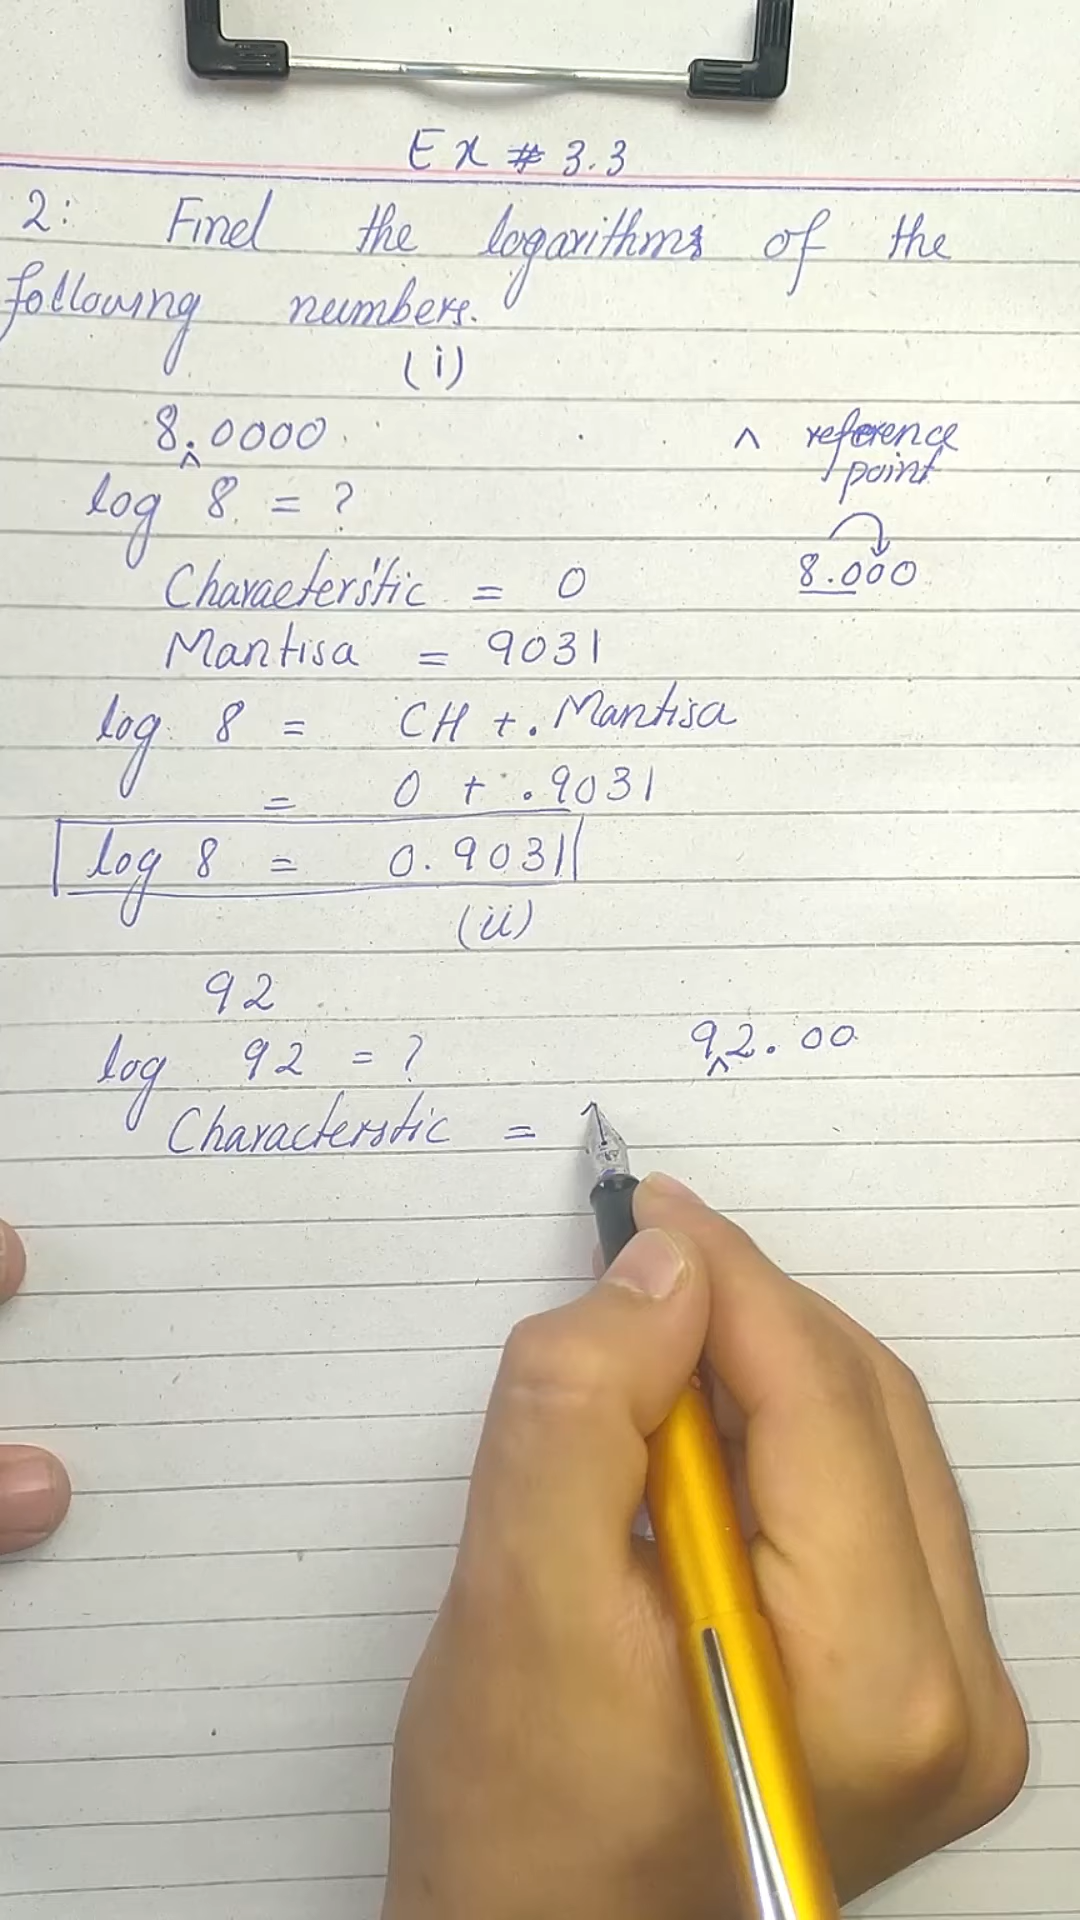 Ex # 3.3
2: Find the logarithms of the
following numbers.
(i)
8.0000
^
^ reference
point
log 8 = ?
8.000
Characteristic = 0
Mantisa = 9031
log 8 = CH + . Mantisa
= 0 + .9031
log 8 = 0.9031
(ii)
92
92.00
^
log 92 = ?
Characterstic =